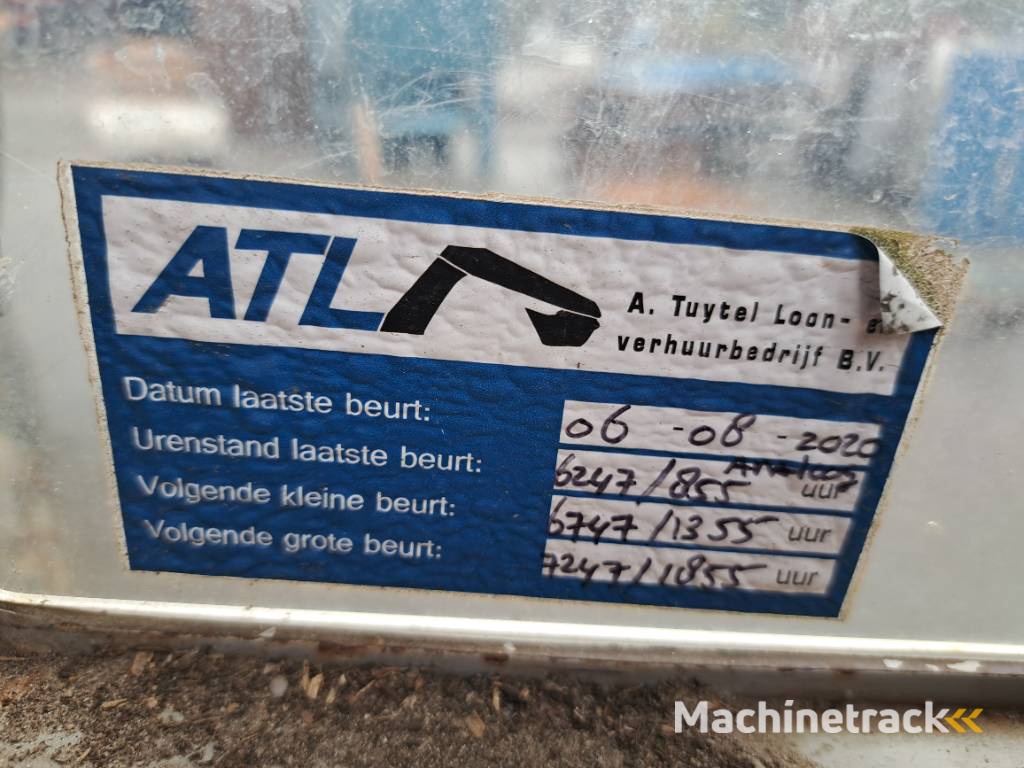 ATL
A. Tuytel Loon- e
verhuurbedrijf B.V.
Datum laatste beurt: 06 -08 -2020
Urenstand laatste beurt: 6247/855 uur
Volgende kleine beurt: 6747/1355 uur
Volgende grote beurt: 7247/1855 uur
Machinetrack